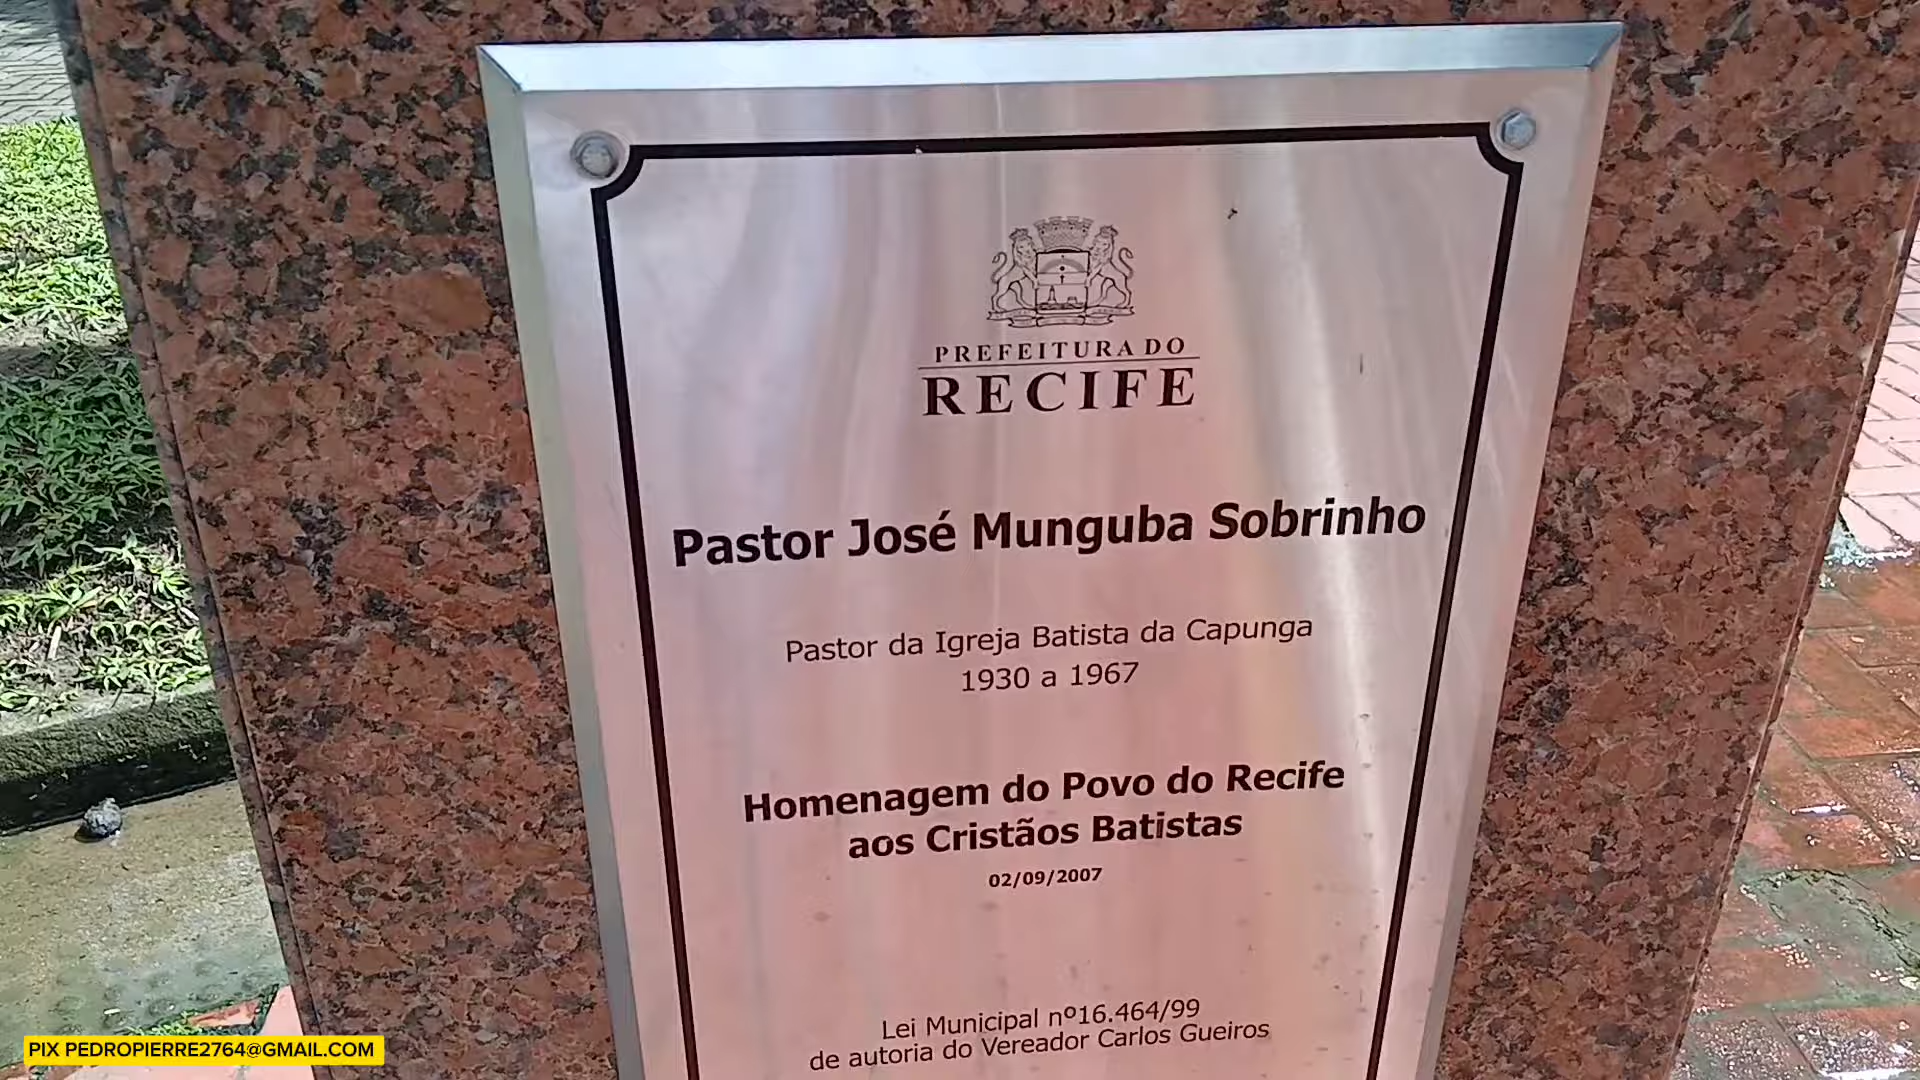 PREFEITURA DO
RECIFE
Pastor José Munguba Sobrinho
Pastor da Igreja Batista da Capunga
1930 a 1967
Homenagem do Povo do Recife
aos Cristãos Batistas
02/09/2007
Lei Municipal nº16.464/99
de autoria do Vereador Carlos Gueiros
PIX PEDROPIERRE2764@GMAIL.COM